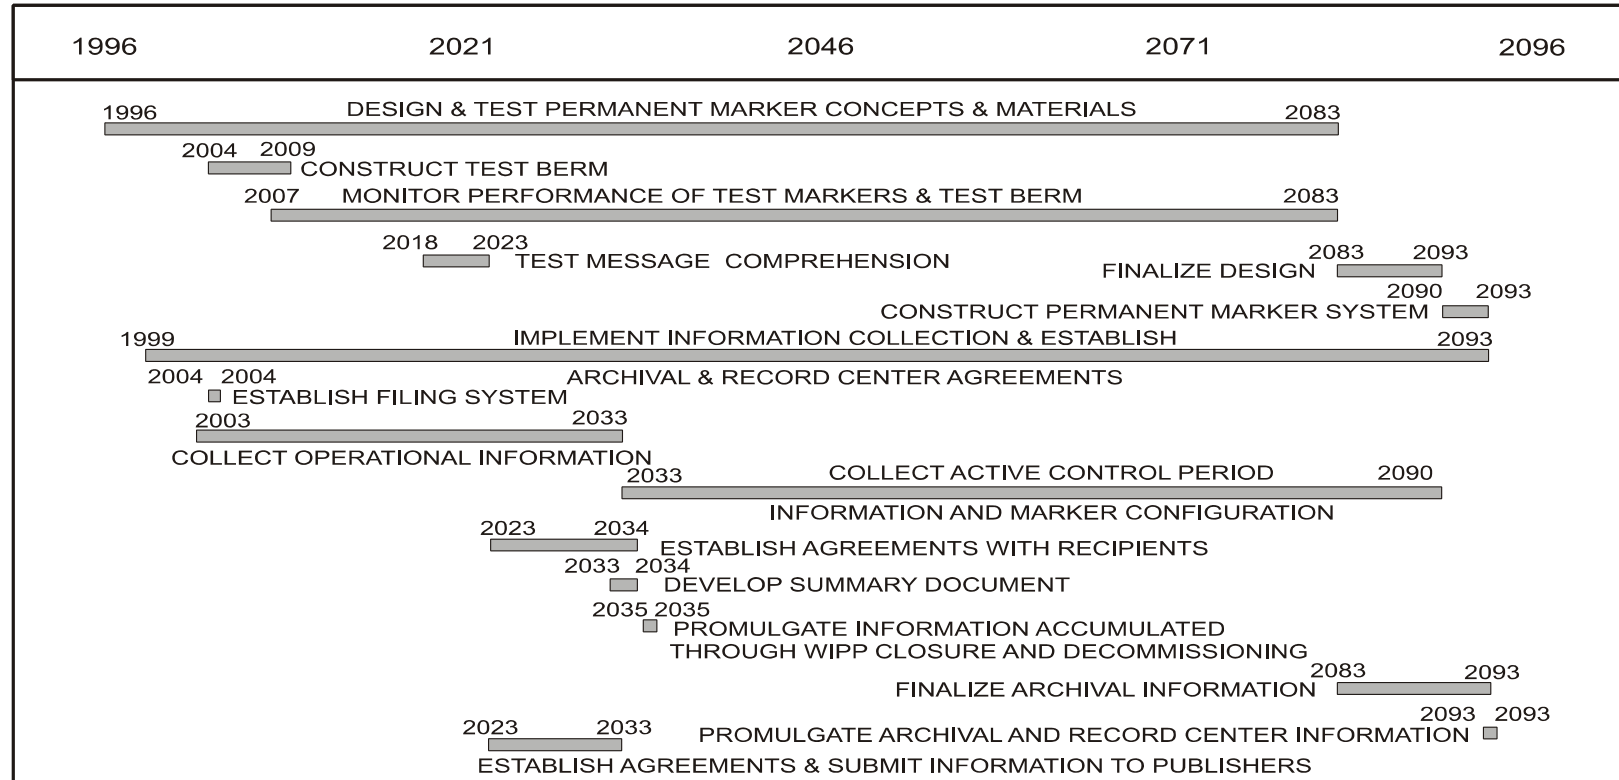 1996 2021 2046 2071 2096
DESIGN & TEST PERMANENT MARKER CONCEPTS & MATERIALS
1996 2083
2004 2009
CONSTRUCT TEST BERM
MONITOR PERFORMANCE OF TEST MARKERS & TEST BERM
2007 2083
2018 2023
TEST MESSAGE COMPREHENSION
2083 2093
FINALIZE DESIGN
2090 2093
CONSTRUCT PERMANENT MARKER SYSTEM
IMPLEMENT INFORMATION COLLECTION & ESTABLISH
1999 2093
ARCHIVAL & RECORD CENTER AGREEMENTS
2004 2004
ESTABLISH FILING SYSTEM
2003 2033
COLLECT OPERATIONAL INFORMATION
COLLECT ACTIVE CONTROL PERIOD
2033 2090
INFORMATION AND MARKER CONFIGURATION
2023 2034
ESTABLISH AGREEMENTS WITH RECIPIENTS
2033 2034
DEVELOP SUMMARY DOCUMENT
2035 2035
PROMULGATE INFORMATION ACCUMULATED
THROUGH WIPP CLOSURE AND DECOMMISSIONING
2083 2093
FINALIZE ARCHIVAL INFORMATION
2093 2093
PROMULGATE ARCHIVAL AND RECORD CENTER INFORMATION
2023 2033
ESTABLISH AGREEMENTS & SUBMIT INFORMATION TO PUBLISHERS